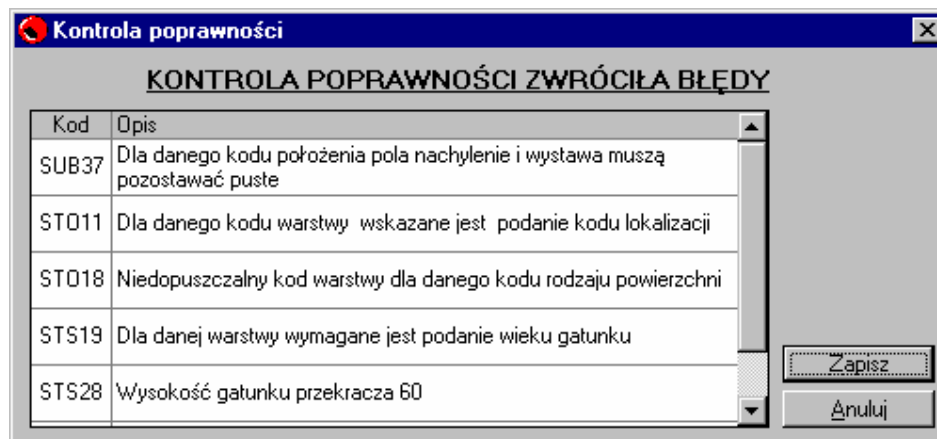 Kontrola poprawności
KONTROLA POPRAWNOŚCI ZWRÓCIŁA BŁĘDY
Kod Opis
SUB37 Dla danego kodu położenia pola nachylenie i wystawa muszą
pozostawać puste
STO11 Dla danego kodu warstwy wskazane jest podanie kodu lokalizacji
STO18 Niedopuszczalny kod warstwy dla danego kodu rodzaju powierzchni
STS19 Dla danej warstwy wymagane jest podanie wieku gatunku
STS28 Wysokość gatunku przekracza 60
Zapisz
Anuluj